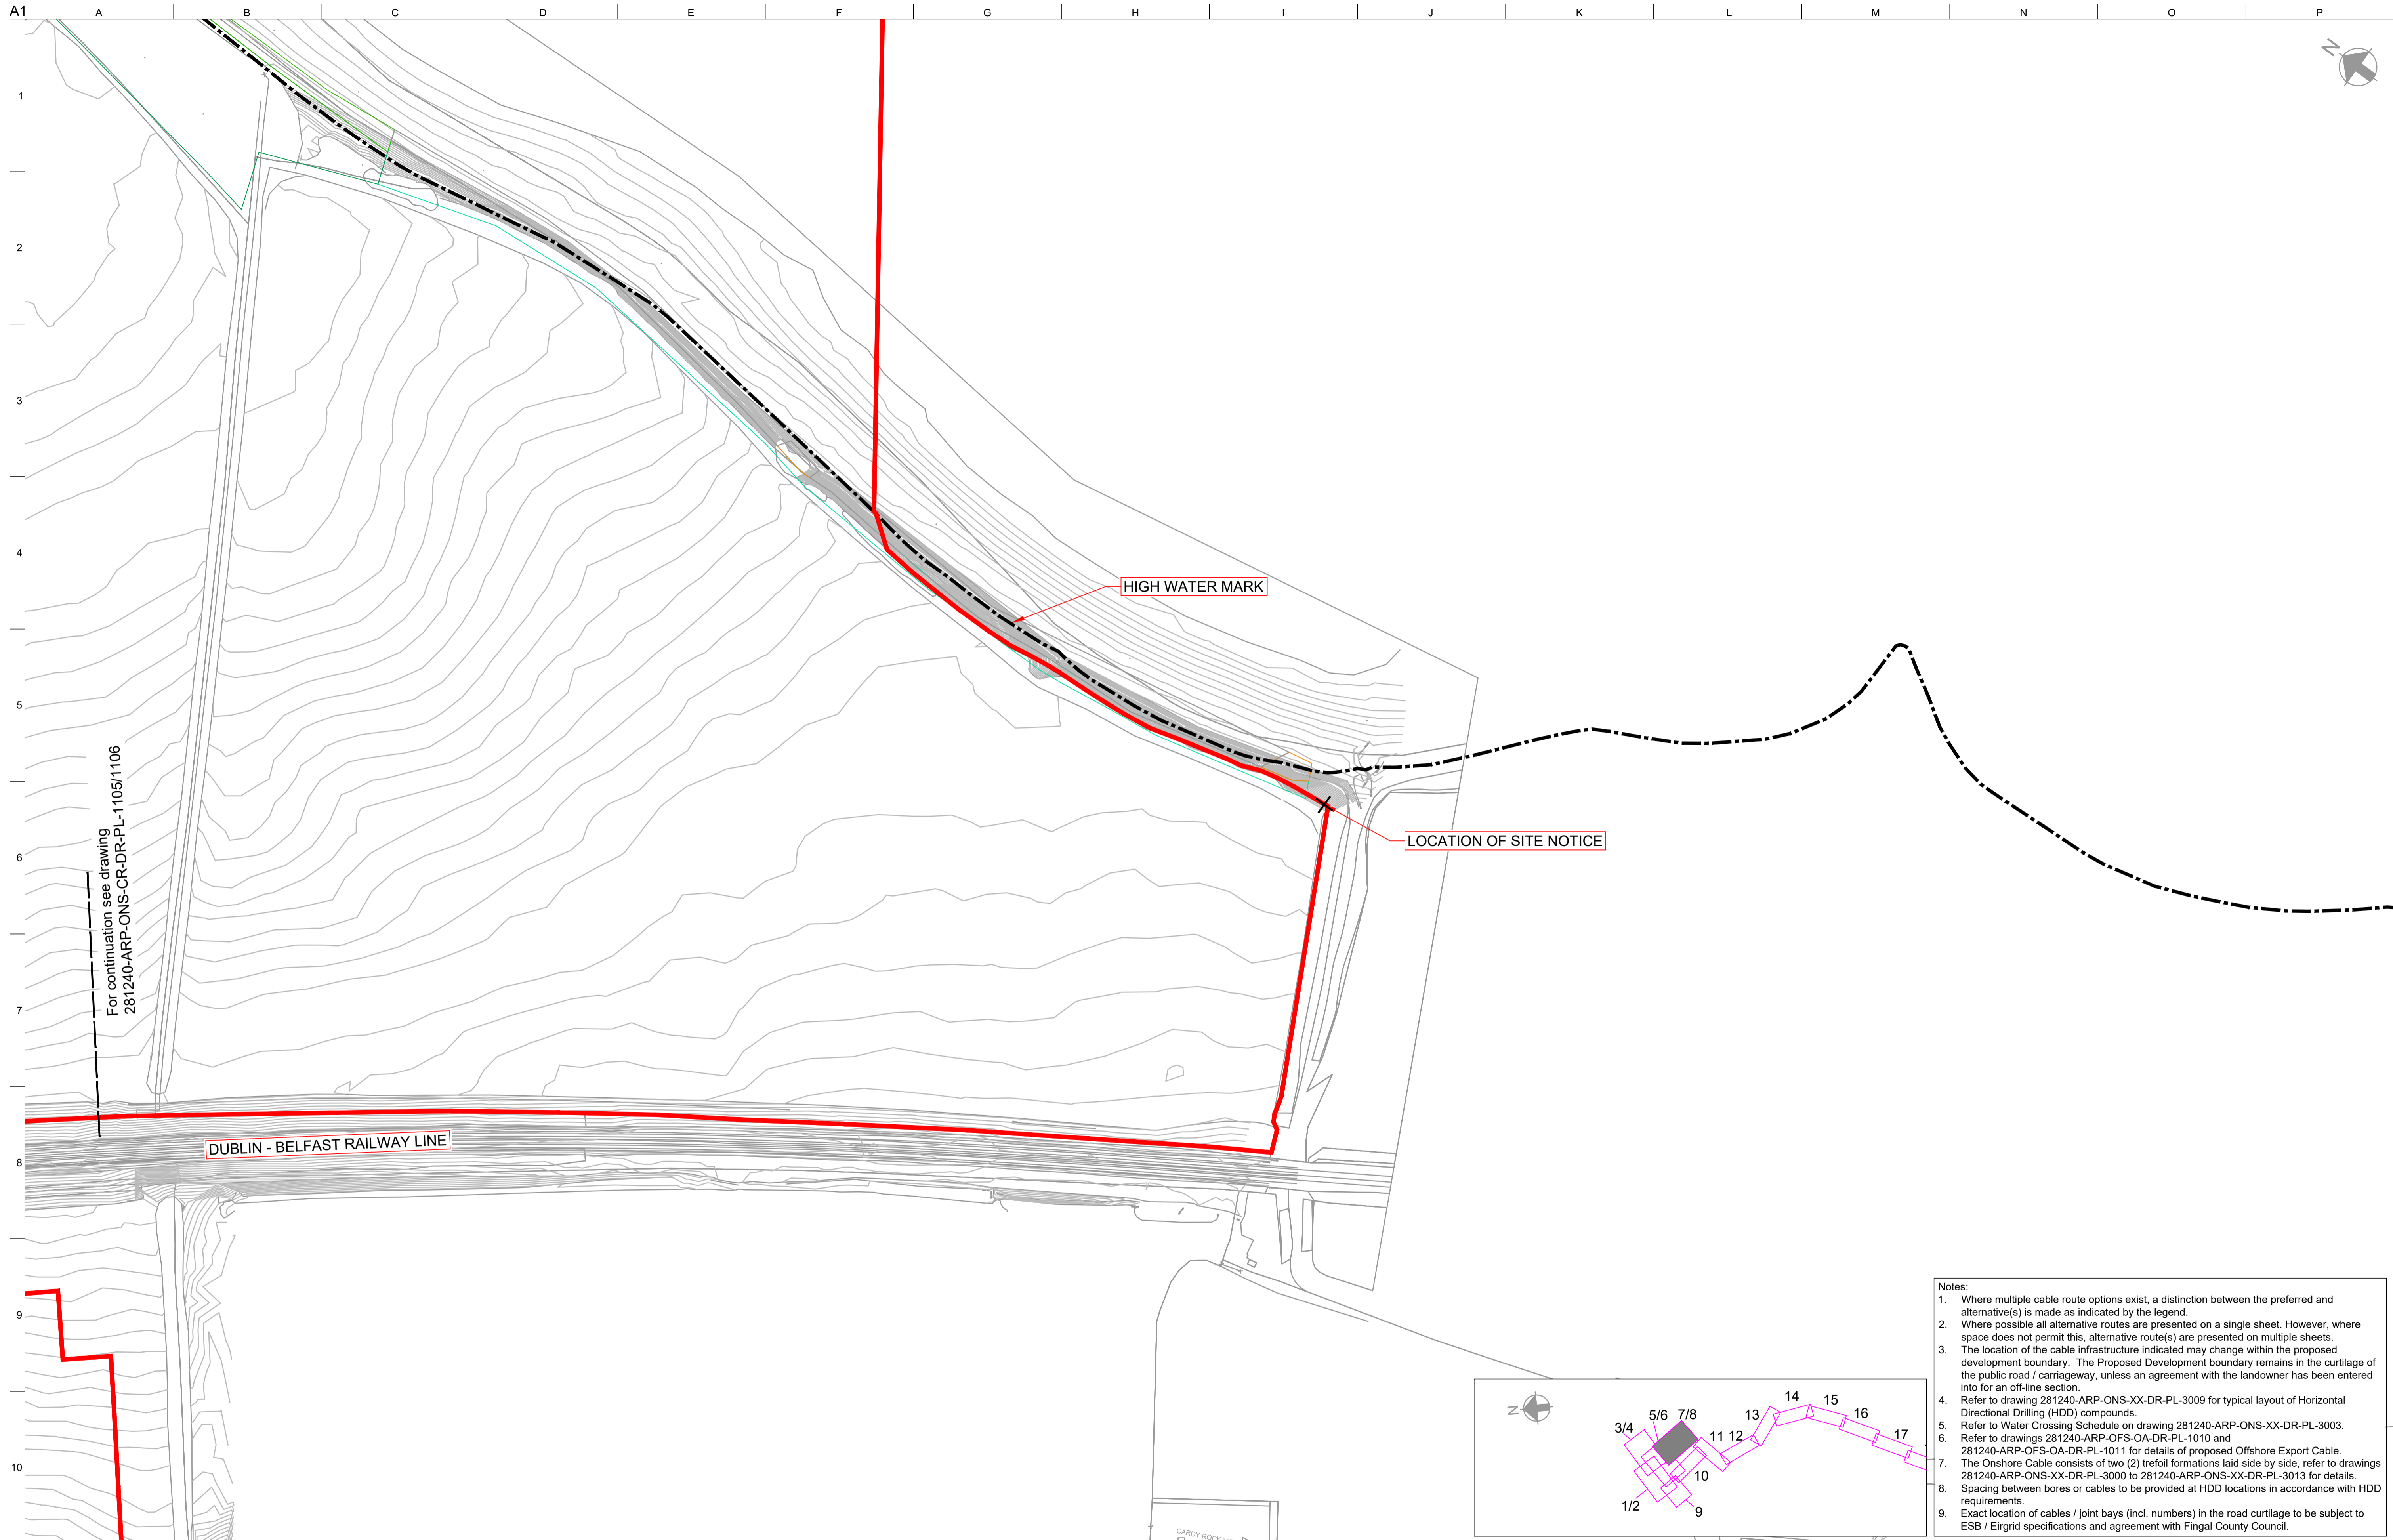 A1
A B C D E F G H I J K L M N O P
1
2
3
4
5
6
7
8
9
10
N
HIGH WATER MARK
LOCATION OF SITE NOTICE
For continuation see drawing
281240-ARP-ONS-CR-DR-PL-1105/1106
DUBLIN - BELFAST RAILWAY LINE
N
3/4
5/6
7/8
1/2
9
10
11
12
13
14
15
16
17
Notes:
1. Where multiple cable route options exist, a distinction between the preferred and
alternative(s) is made as indicated by the legend.
2. Where possible all alternative routes are presented on a single sheet. However, where
space does not permit this, alternative route(s) are presented on multiple sheets.
3. The location of the cable infrastructure indicated may change within the proposed
development boundary. The Proposed Development boundary remains in the curtilage of
the public road / carriageway, unless an agreement with the landowner has been entered
into for an off-line section.
4. Refer to drawing 281240-ARP-ONS-XX-DR-PL-3009 for typical layout of Horizontal
Directional Drilling (HDD) compounds.
5. Refer to Water Crossing Schedule on drawing 281240-ARP-ONS-XX-DR-PL-3003.
6. Refer to drawings 281240-ARP-OFS-OA-DR-PL-1010 and
281240-ARP-OFS-OA-DR-PL-1011 for details of proposed Offshore Export Cable.
7. The Onshore Cable consists of two (2) trefoil formations laid side by side, refer to drawings
281240-ARP-ONS-XX-DR-PL-3000 to 281240-ARP-ONS-XX-DR-PL-3013 for details.
8. Spacing between bores or cables to be provided at HDD locations in accordance with HDD
requirements.
9. Exact location of cables / joint bays (incl. numbers) in the road curtilage to be subject to
ESB / Eirgrid specifications and agreement with Fingal County Council.
CARDY ROCK